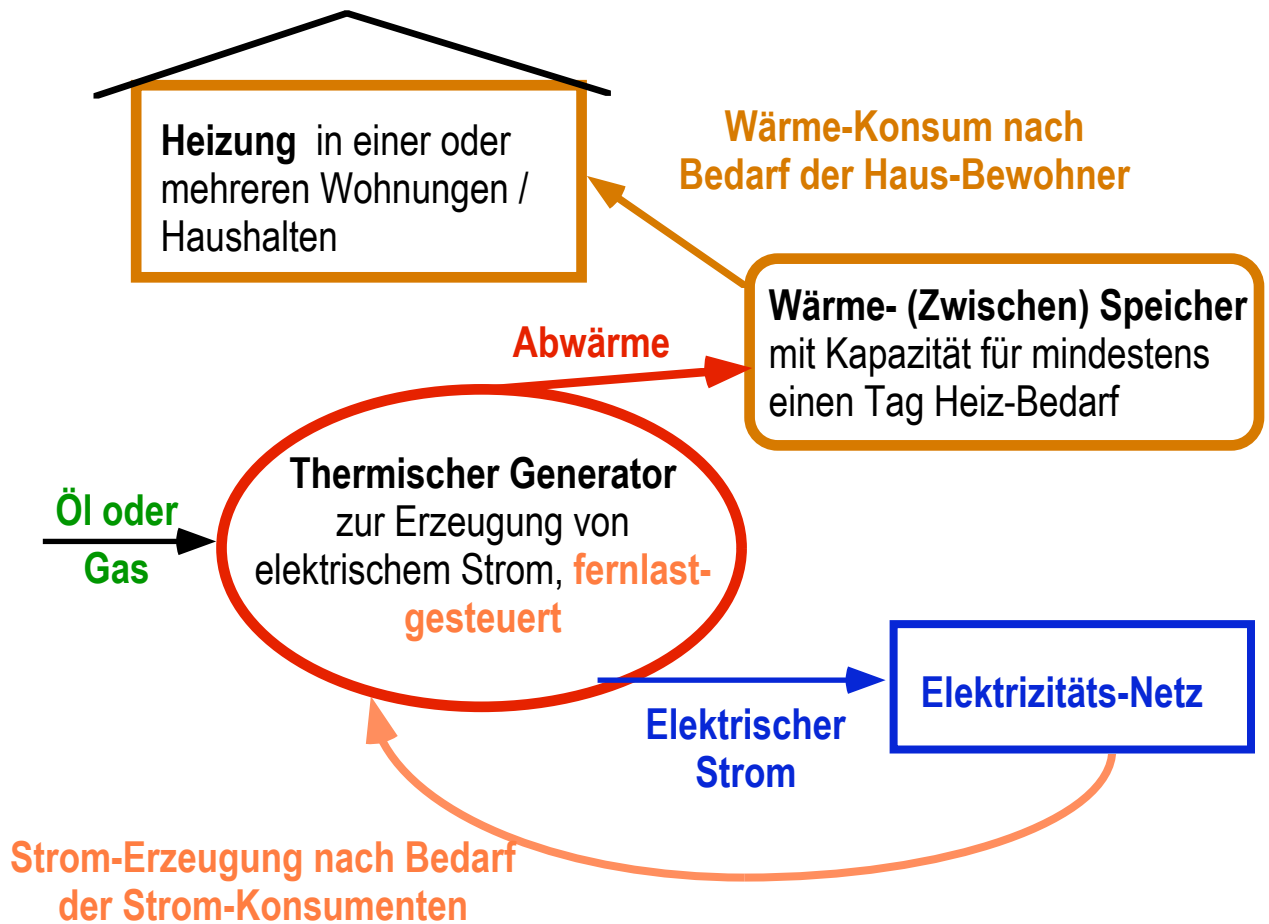 Heizung in einer oder
mehreren Wohnungen /
Haushalten
Wärme-Konsum nach
Bedarf der Haus-Bewohner
Wärme- (Zwischen) Speicher
mit Kapazität für mindestens
einen Tag Heiz-Bedarf
Abwärme
Thermischer Generator
zur Erzeugung von
elektrischem Strom, fernlast-
gesteuert
Öl oder
Gas
Elektrizitäts-Netz
Elektrischer
Strom
Strom-Erzeugung nach Bedarf
der Strom-Konsumenten